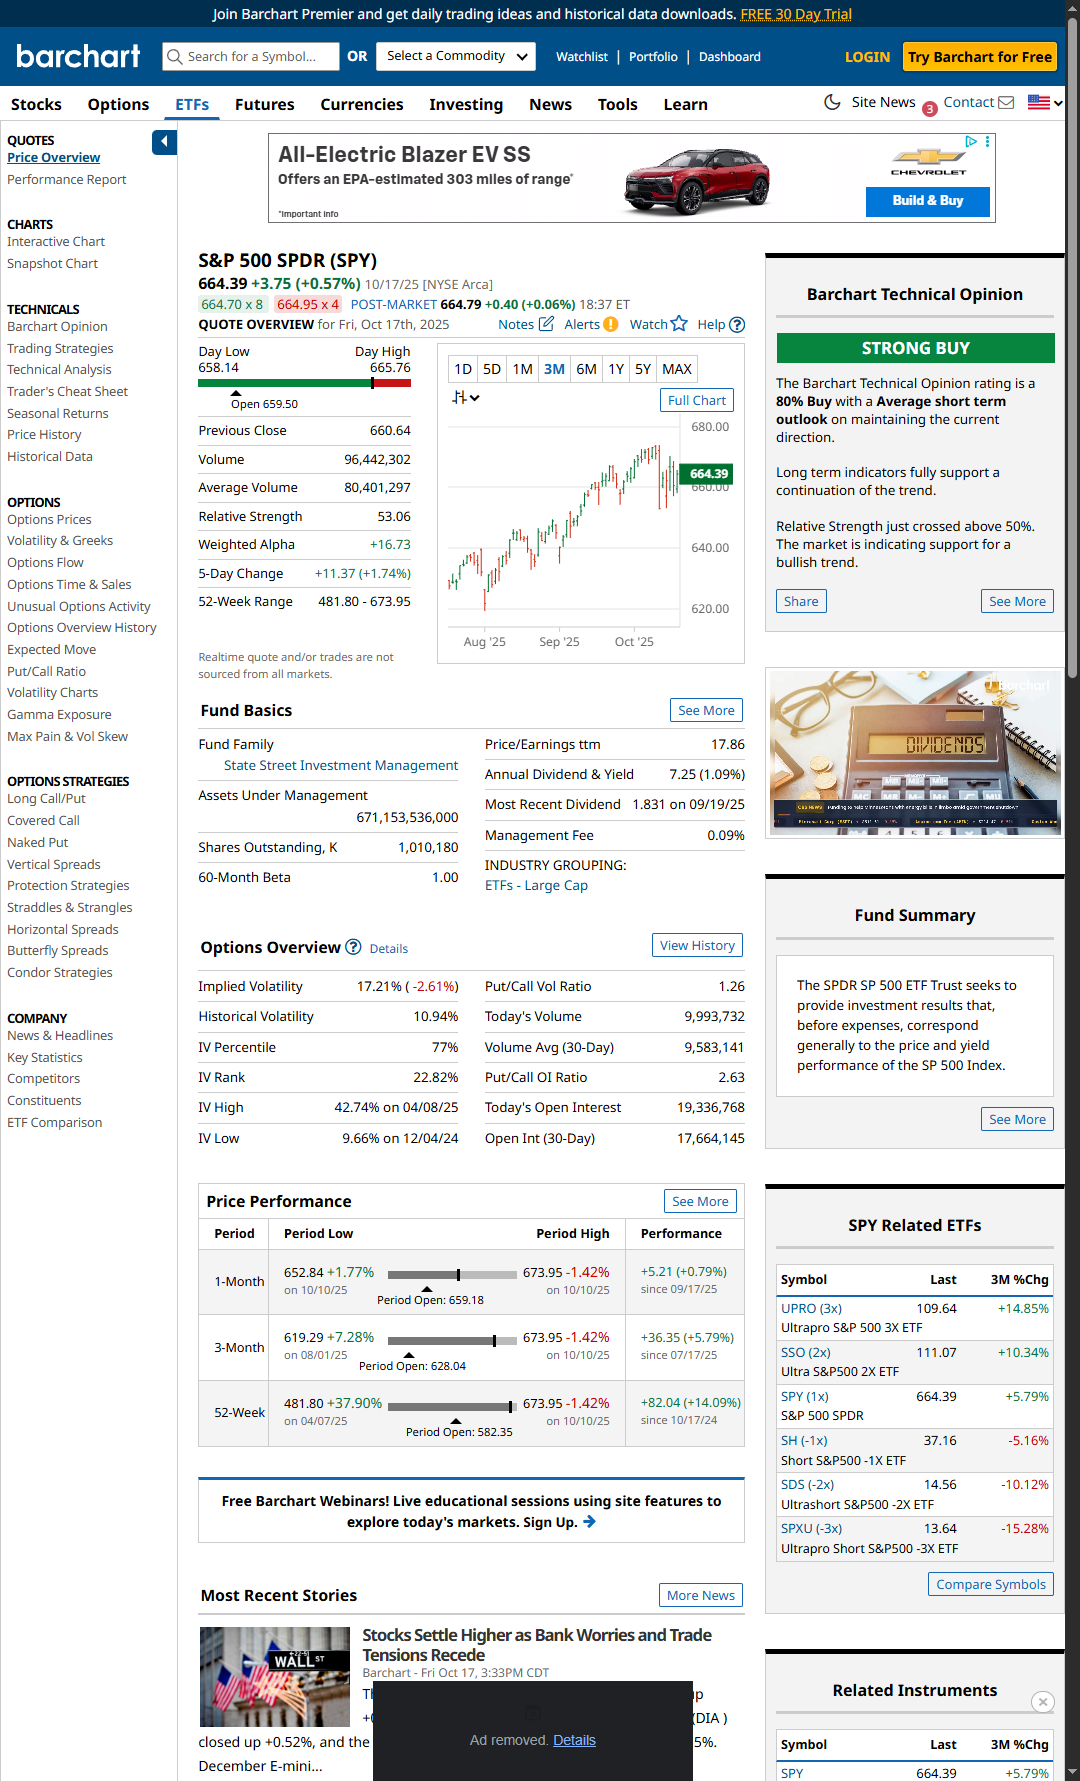 Join Barchart Premier and get daily trading ideas and historical data downloads. FREE 30 Day Trial
barchart
Search for a Symbol...
OR
Select a Commodity
Watchlist | Portfolio | Dashboard
LOGIN
Try Barchart for Free
Stocks Options ETFs Futures Currencies Investing News Tools Learn
Site News 3 Contact
QUOTES
Price Overview
Performance Report
CHARTS
Interactive Chart
Snapshot Chart
TECHNICALS
Barchart Opinion
Trading Strategies
Technical Analysis
Trader's Cheat Sheet
Seasonal Returns
Price History
Historical Data
OPTIONS
Options Prices
Volatility & Greeks
Options Flow
Options Time & Sales
Unusual Options Activity
Options Overview History
Expected Move
Put/Call Ratio
Volatility Charts
Gamma Exposure
Max Pain & Vol Skew
OPTIONS STRATEGIES
Long Call/Put
Covered Call
Naked Put
Vertical Spreads
Protection Strategies
Straddles & Strangles
Horizontal Spreads
Butterfly Spreads
Condor Strategies
COMPANY
News & Headlines
Key Statistics
Competitors
Constituents
ETF Comparison
All-Electric Blazer EV SS
Offers an EPA-estimated 303 miles of range*
*Important Info
CHEVROLET
Build & Buy
S&P 500 SPDR (SPY)
664.39 +3.75 (+0.57%) 10/17/25 [NYSE Arca]
664.70 x 8 664.95 x 4 POST-MARKET 664.79 +0.40 (+0.06%) 18:37 ET
QUOTE OVERVIEW for Fri, Oct 17th, 2025
Notes Alerts Watch Help
Day Low Day High
658.14 665.76
Open 659.50
Previous Close 660.64
Volume 96,442,302
Average Volume 80,401,297
Relative Strength 53.06
Weighted Alpha +16.73
5-Day Change +11.37 (+1.74%)
52-Week Range 481.80 - 673.95
Realtime quote and/or trades are not
sourced from all markets.
1D 5D 1M 3M 6M 1Y 5Y MAX
Full Chart
680.00
664.39
660.00
640.00
620.00
Aug '25 Sep '25 Oct '25
Fund Basics
See More
Fund Family
State Street Investment Management
Assets Under Management
671,153,536,000
Shares Outstanding, K 1,010,180
60-Month Beta 1.00
Price/Earnings ttm 17.86
Annual Dividend & Yield 7.25 (1.09%)
Most Recent Dividend 1.831 on 09/19/25
Management Fee 0.09%
INDUSTRY GROUPING:
ETFs - Large Cap
Options Overview Details
View History
Implied Volatility 17.21% ( -2.61%)
Historical Volatility 10.94%
IV Percentile 77%
IV Rank 22.82%
IV High 42.74% on 04/08/25
IV Low 9.66% on 12/04/24
Put/Call Vol Ratio 1.26
Today's Volume 9,993,732
Volume Avg (30-Day) 9,583,141
Put/Call OI Ratio 2.63
Today's Open Interest 19,336,768
Open Int (30-Day) 17,664,145
Price Performance
See More
Period Period Low Period High Performance
1-Month 652.84 +1.77% on 10/10/25 Period Open: 659.18 673.95 -1.42% on 10/10/25 +5.21 (+0.79%) since 09/17/25
3-Month 619.29 +7.28% on 08/01/25 Period Open: 628.04 673.95 -1.42% on 10/10/25 +36.35 (+5.79%) since 07/17/25
52-Week 481.80 +37.90% on 04/07/25 Period Open: 582.35 673.95 -1.42% on 10/10/25 +82.04 (+14.09%) since 10/17/24
Free Barchart Webinars! Live educational sessions using site features to
explore today's markets. Sign Up.
Most Recent Stories
More News
WALL ST
Stocks Settle Higher as Bank Worries and Trade
Tensions Recede
Barchart - Fri Oct 17, 3:33PM CDT
(DIA )
closed up +0.52%, and the
December E-mini...
Ad removed. Details
Barchart Technical Opinion
STRONG BUY
The Barchart Technical Opinion rating is a
80% Buy with a Average short term
outlook on maintaining the current
direction.
Long term indicators fully support a
continuation of the trend.
Relative Strength just crossed above 50%.
The market is indicating support for a
bullish trend.
Share
See More
barchart
DIVIDENDS
CBS NEWS Funding to help Minnesotans with energy bills in limbo amid government shutdown
Fund Summary
The SPDR SP 500 ETF Trust seeks to
provide investment results that,
before expenses, correspond
generally to the price and yield
performance of the SP 500 Index.
See More
SPY Related ETFs
Symbol Last 3M %Chg
UPRO (3x) 109.64 +14.85%
Ultrapro S&P 500 3X ETF
SSO (2x) 111.07 +10.34%
Ultra S&P500 2X ETF
SPY (1x) 664.39 +5.79%
S&P 500 SPDR
SH (-1x) 37.16 -5.16%
Short S&P500 -1X ETF
SDS (-2x) 14.56 -10.12%
Ultrashort S&P500 -2X ETF
SPXU (-3x) 13.64 -15.28%
Ultrapro Short S&P500 -3X ETF
Compare Symbols
Related Instruments
Symbol Last 3M %Chg
SPY 664.39 +5.79%